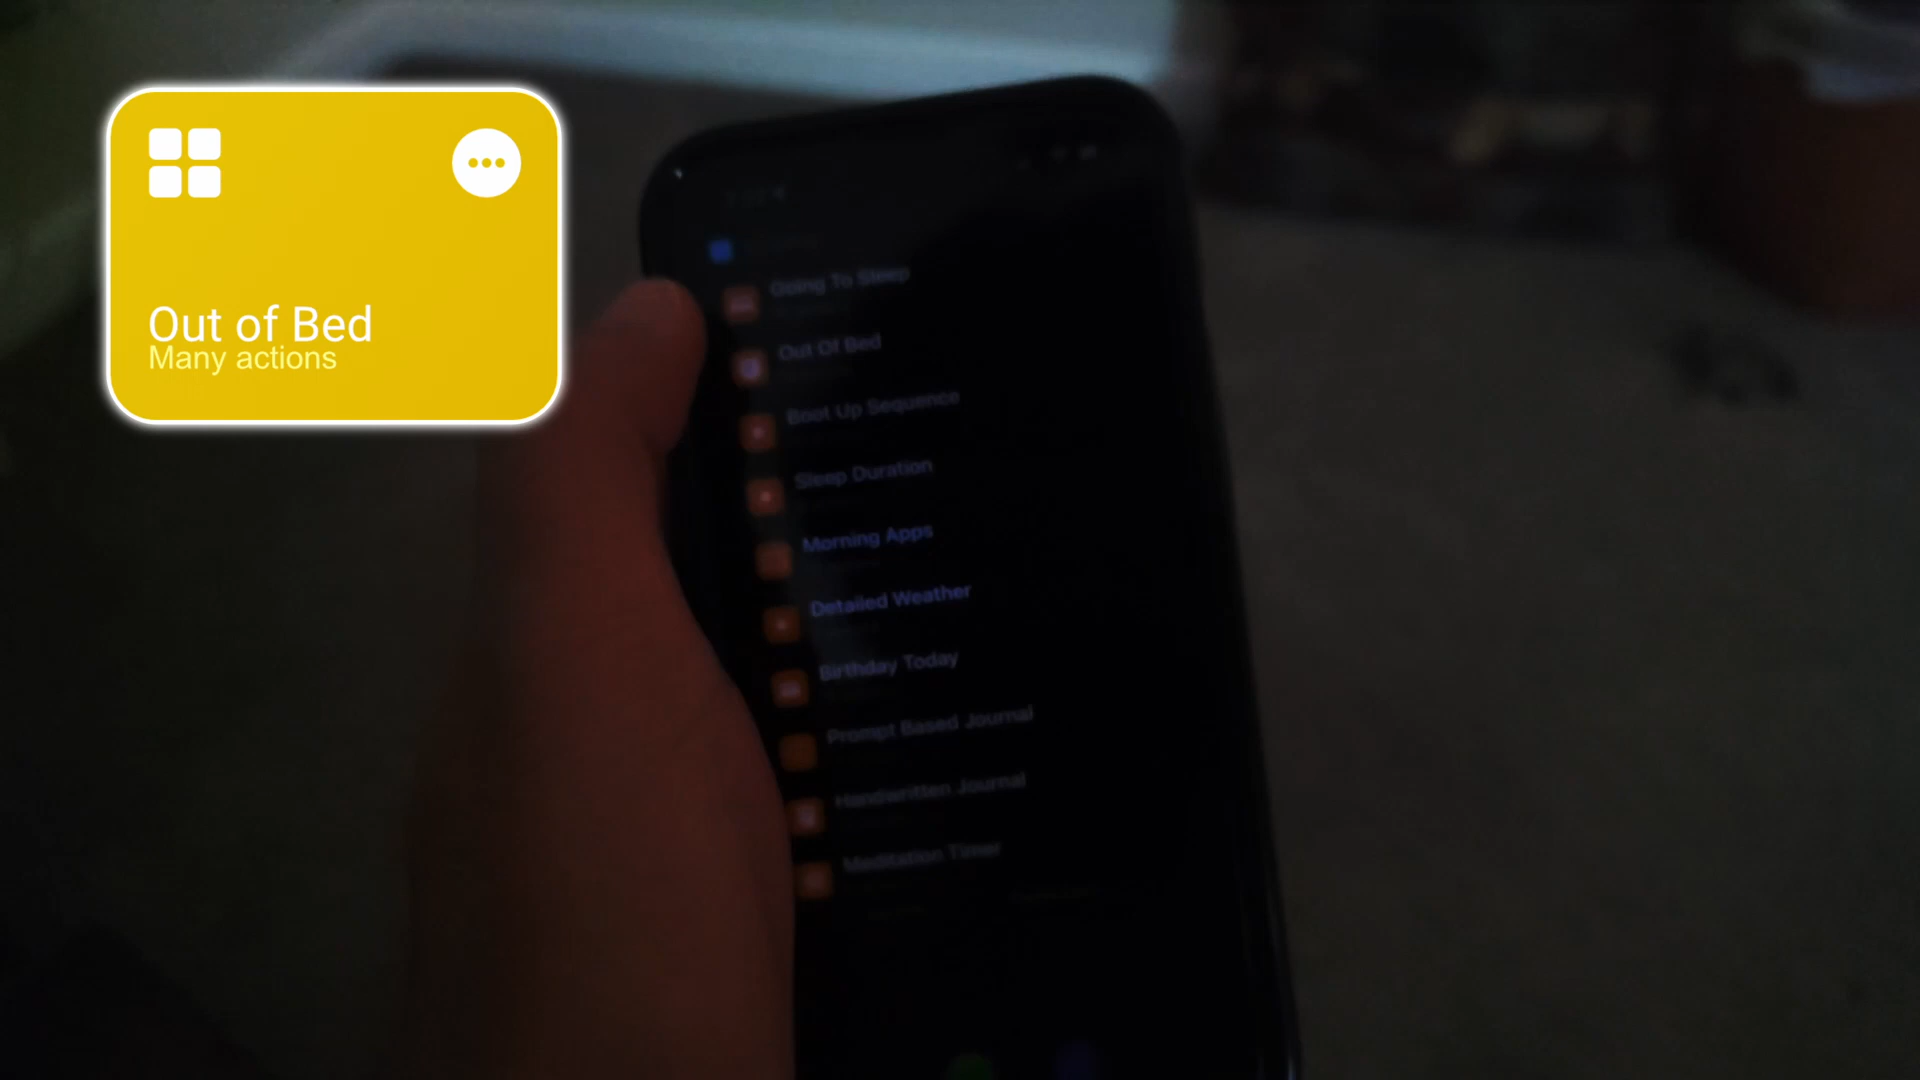 Out of Bed
Many actions
Going To Sleep
Out Of Bed
Boot Up Sequence
Sleep Duration
Morning Apps
Detailed Weather
Birthday Today
Prompt Based Journal
Handwritten Journal
Meditation Timer